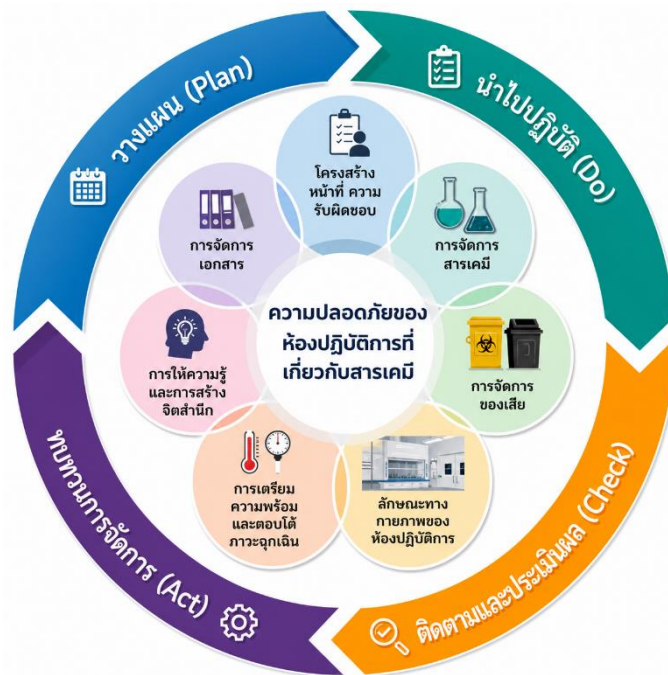 วางแผน (Plan)
นำไปปฏิบัติ (Do)
ติดตามและประเมินผล (Check)
ทบทวนการจัดการ (Act)
โครงสร้าง
หน้าที่ ความ
รับผิดชอบ
การจัดการ
สารเคมี
การจัดการ
ของเสีย
ลักษณะทาง
กายภาพของ
ห้องปฏิบัติการ
การเตรียม
ความพร้อม
และตอบโต้
ภาวะฉุกเฉิน
การให้ความรู้
และการสร้าง
จิตสำนึก
การจัดการ
เอกสาร
ความปลอดภัยของ
ห้องปฏิบัติการที่
เกี่ยวกับสารเคมี